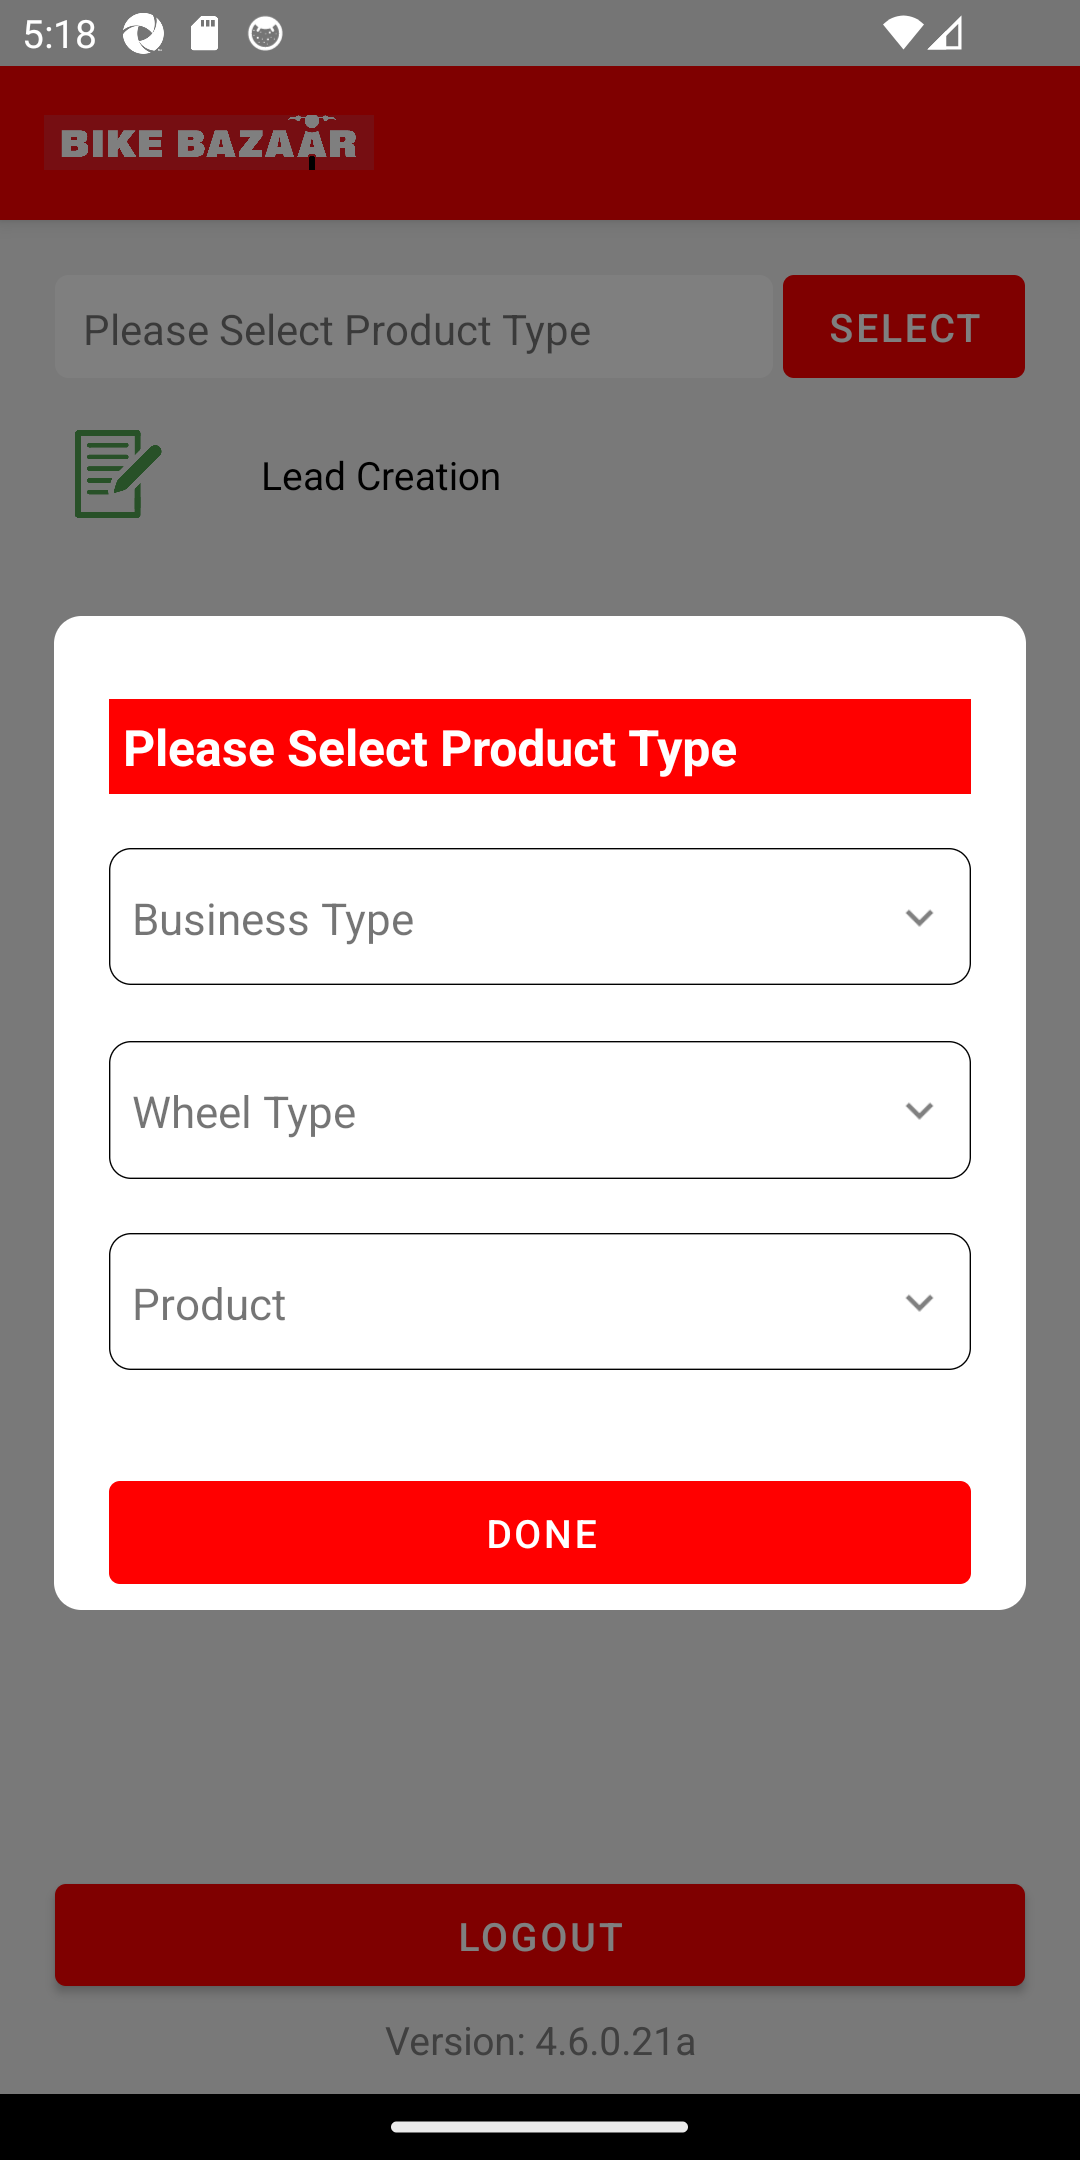 5:18
BIKE BAZAAR
Please Select Product Type
SELECT
Lead Creation
Please Select Product Type
Business Type
Wheel Type
Product
DONE
LOGOUT
Version: 4.6.0.21a